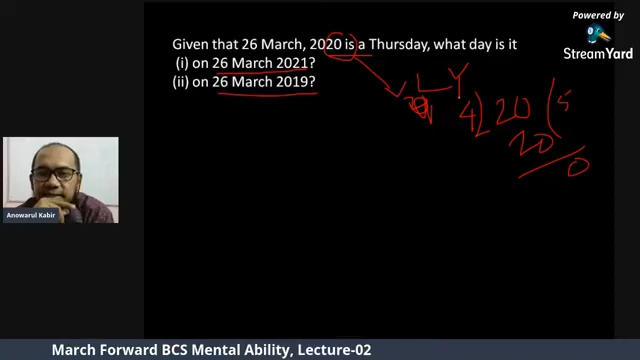 Powered by
StreamYard
Given that 26 March, 2020 is a Thursday, what day is it
(i) on 26 March 2021?
(ii) on 26 March 2019?
L Y
4) 20 ( 5
20
0
Anowarul Kabir
March Forward BCS Mental Ability, Lecture-02